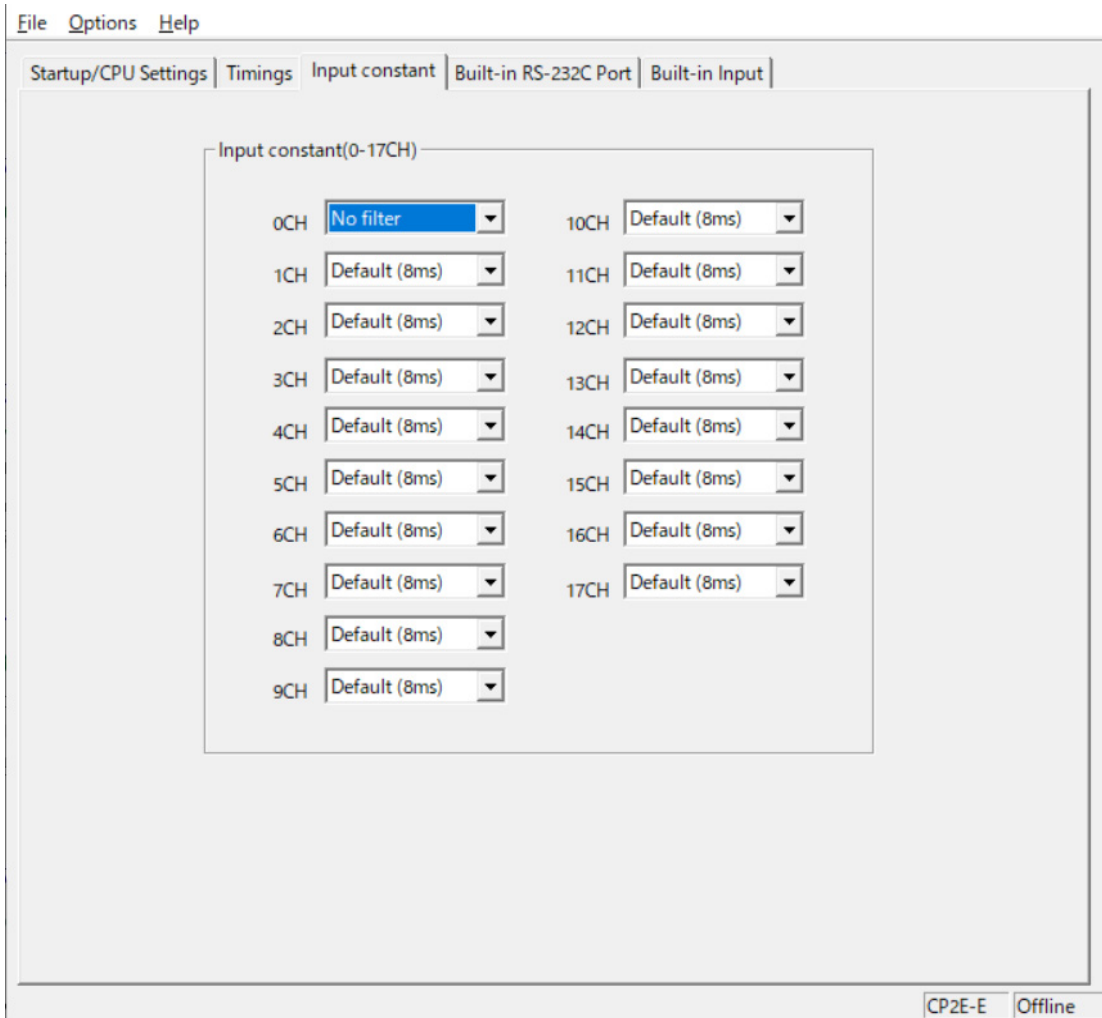 File Options Help
Startup/CPU Settings Timings Input constant Built-in RS-232C Port Built-in Input
Input constant(0-17CH)
0CH No filter 10CH Default (8ms)
1CH Default (8ms) 11CH Default (8ms)
2CH Default (8ms) 12CH Default (8ms)
3CH Default (8ms) 13CH Default (8ms)
4CH Default (8ms) 14CH Default (8ms)
5CH Default (8ms) 15CH Default (8ms)
6CH Default (8ms) 16CH Default (8ms)
7CH Default (8ms) 17CH Default (8ms)
8CH Default (8ms)
9CH Default (8ms)
CP2E-E Offline